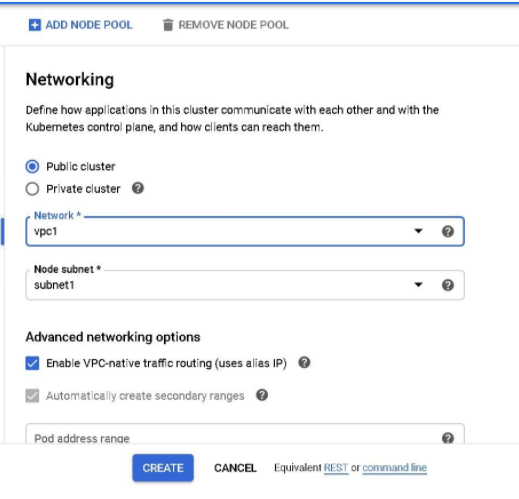 ADD NODE POOL REMOVE NODE POOL
Networking
Define how applications in this cluster communicate with each other and with the
Kubernetes control plane, and how clients can reach them.
Public cluster
Private cluster ?
Network *
vpc1 ?
Node subnet *
subnet1 ?
Advanced networking options
Enable VPC-native traffic routing (uses alias IP) ?
Automatically create secondary ranges ?
Pod address range ?
CREATE CANCEL Equivalent REST or command line